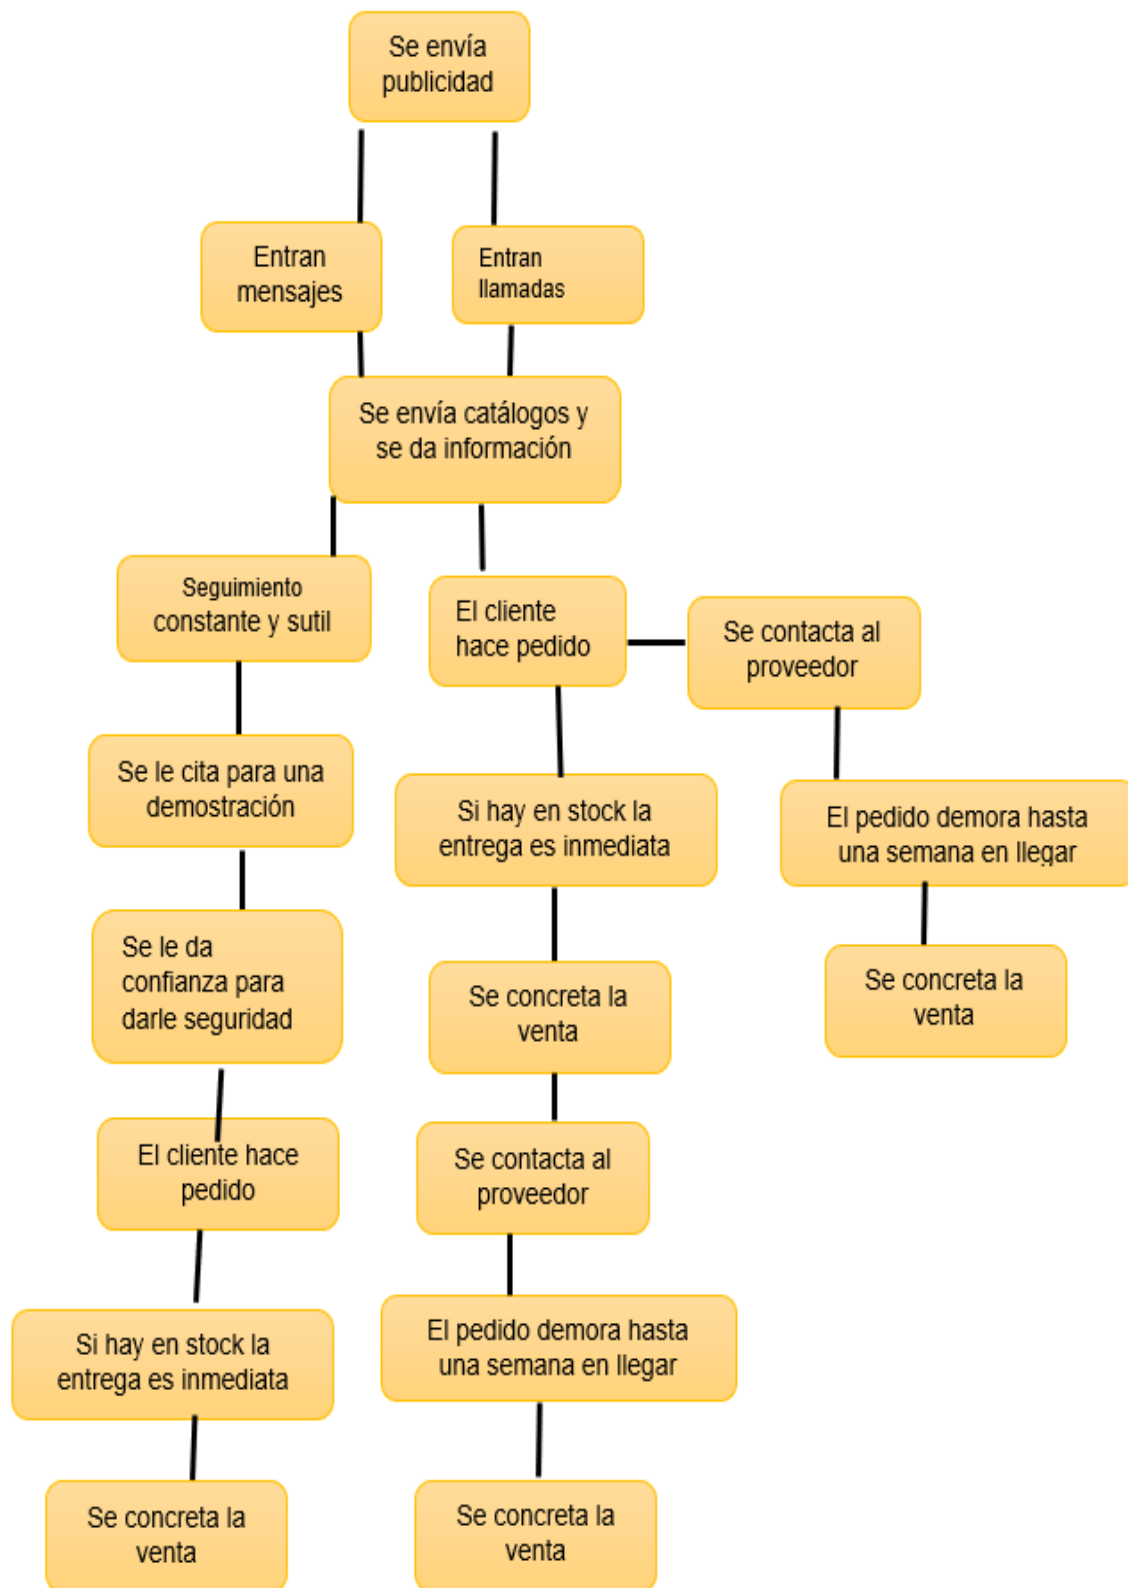 Se envía
publicidad
Entran
mensajes
Entran
llamadas
Se envía catálogos y
se da información
Seguimiento
constante y sutil
El cliente
hace pedido
Se contacta al
proveedor
Se le cita para una
demostración
Si hay en stock la
entrega es inmediata
El pedido demora hasta
una semana en llegar
Se le da
confianza para
darle seguridad
Se concreta la
venta
Se concreta la
venta
El cliente hace
pedido
Se contacta al
proveedor
Si hay en stock la
entrega es inmediata
El pedido demora hasta
una semana en llegar
Se concreta la
venta
Se concreta la
venta